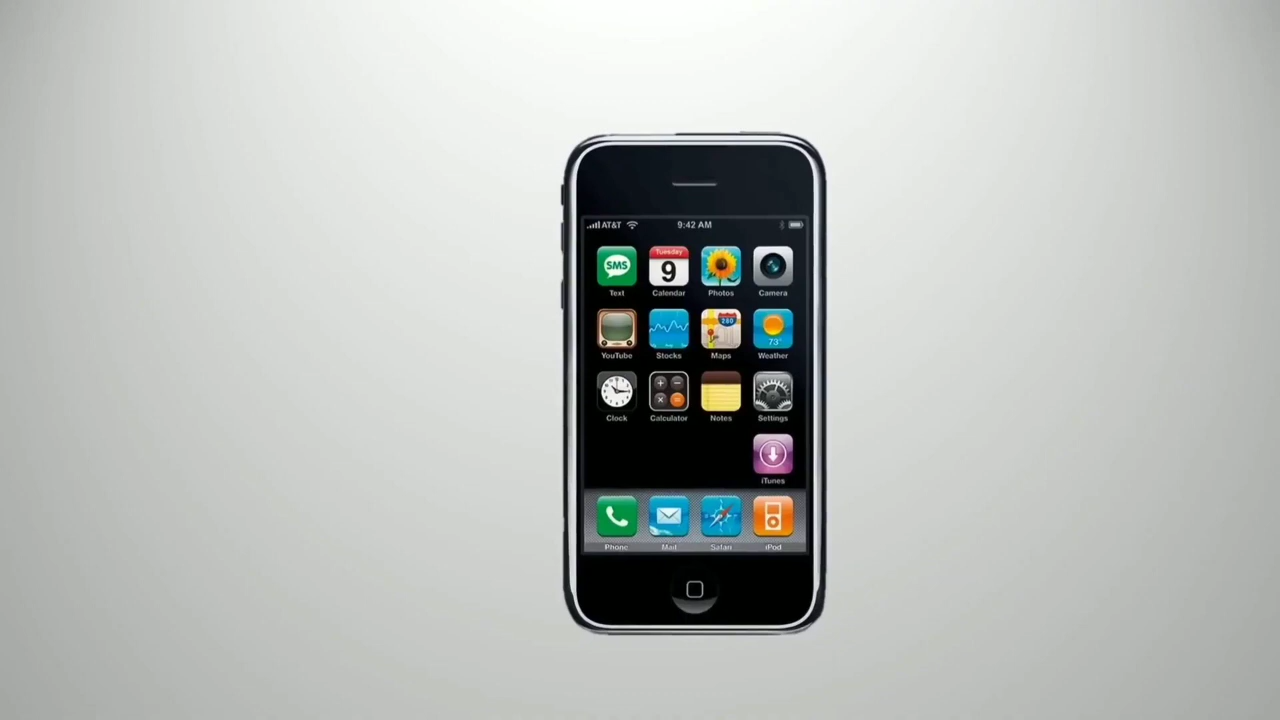 AT&T 9:42 AM
SMS Tuesday 9
Text Calendar Photos Camera
280 73°
YouTube Stocks Maps Weather
Clock Calculator Notes Settings
iTunes
Phone Mail Safari iPod